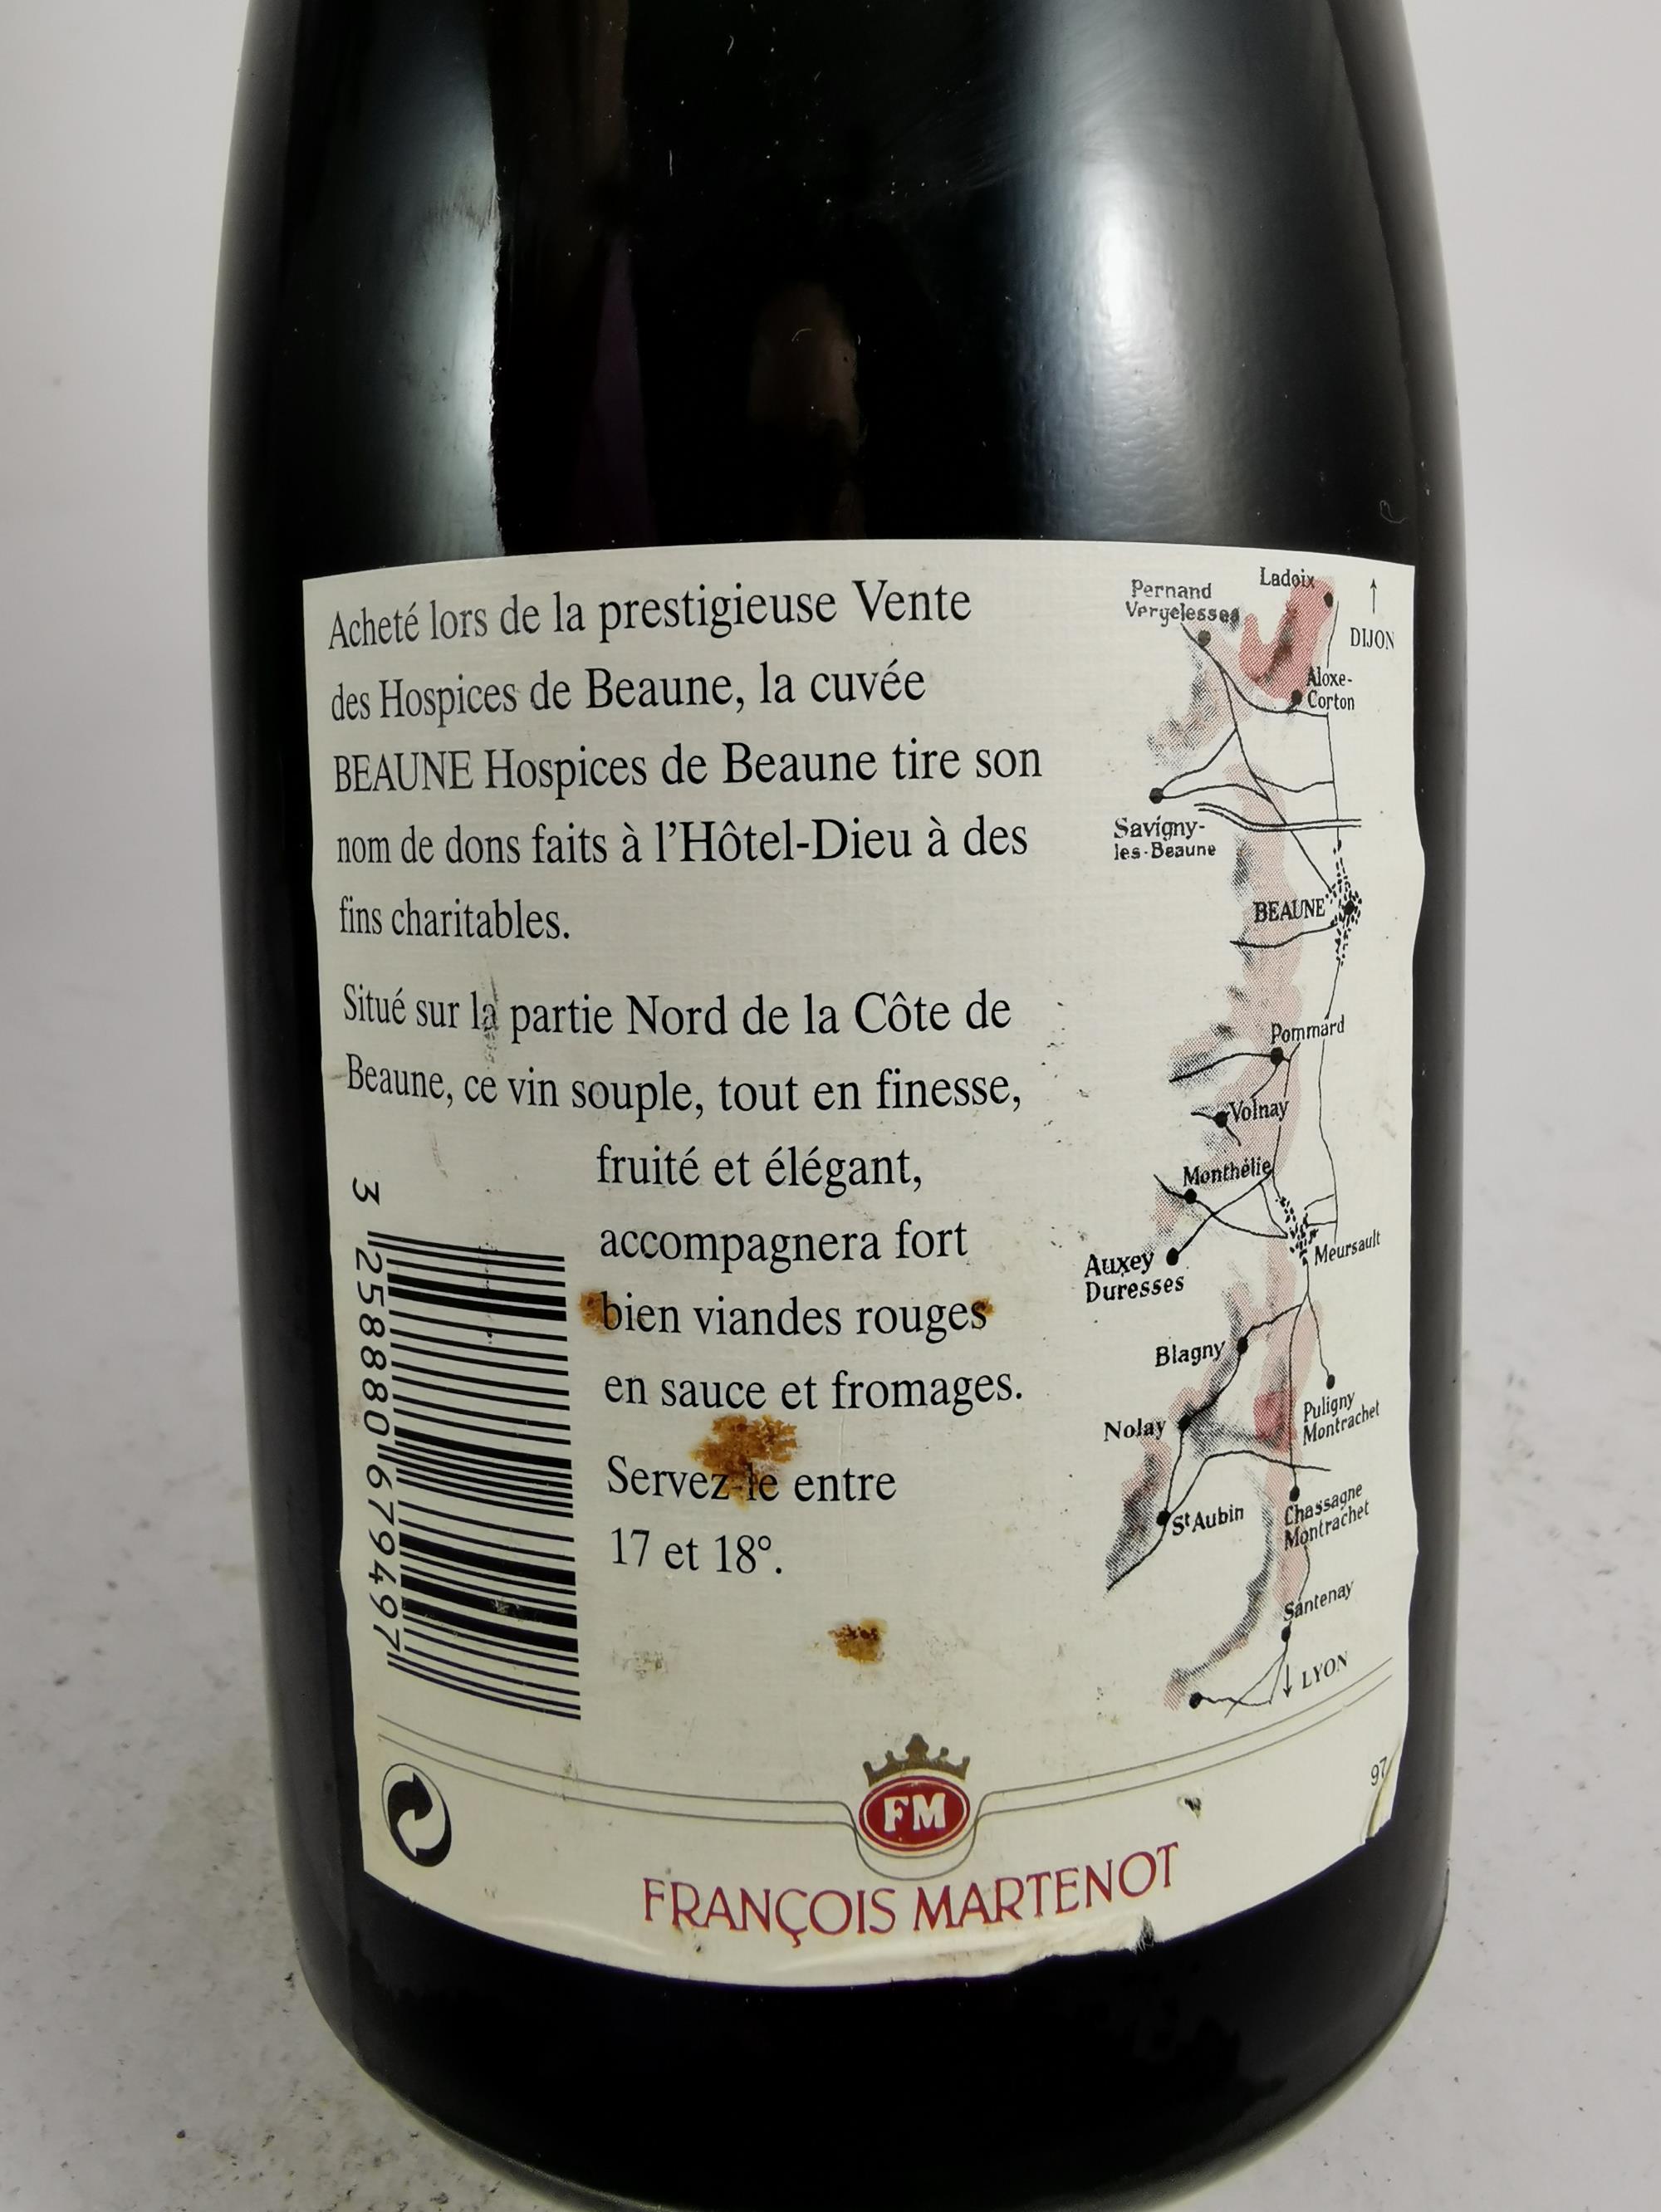 Acheté lors de la prestigieuse Vente
des Hospices de Beaune, la cuvée
BEAUNE Hospices de Beaune tire son
nom de dons faits à l'Hôtel-Dieu à des
fins charitables.
Situé sur la partie Nord de la Côte de
Beaune, ce vin souple, tout en finesse,
fruité et élégant,
accompagnera fort
bien viandes rouges
en sauce et fromages.
Servez-le entre
17 et 18°.
3 258880 679497
Ladoix
Pernand
Vergelesses
DIJON
Aloxe-
Corton
Savigny-
les-Beaune
BEAUNE
Pommard
Volnay
Monthélie
Meursault
Auxey
Duresses
Blagny
Puligny
Montrachet
Nolay
St Aubin
Chassagne
Montrachet
Santenay
LYON
97
FM
FRANÇOIS MARTENOT